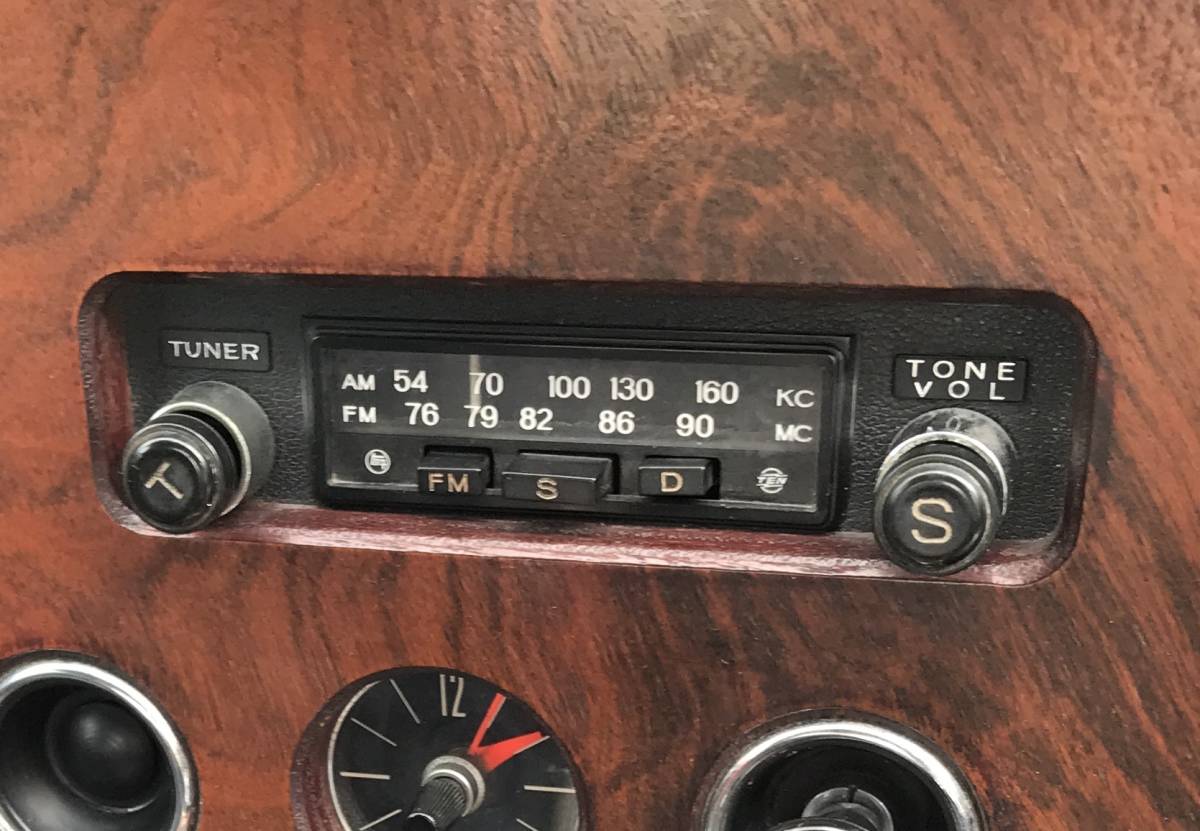 TUNER
TONE
VOL
AM 54 70 100 130 160 KC
FM 76 79 82 86 90 MC
FM S D TEN
T
S
12